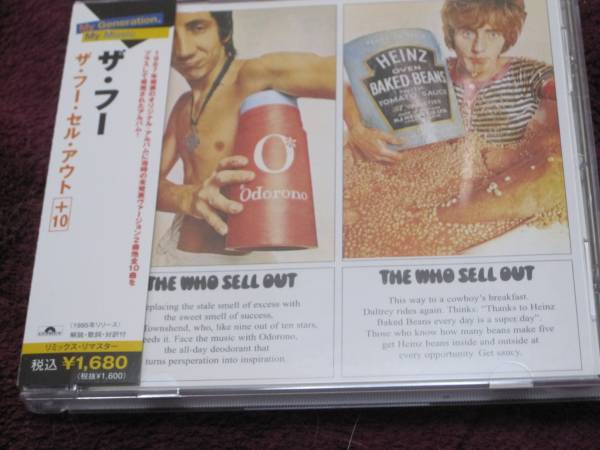 My Generation,
My Music
ザ・フー
ザ・フー・セル・アウト +10
(1995年リリース)
解説・歌詞・対訳付
リミックス・リマスター
税込 ¥1,680
(税抜¥1,600)
O
Odorono
HEINZ
OVEN
BAKED BEANS
TOMATO SAUCE
THE WHO SELL OUT
eplacing the stale smell of excess with
the sweet smell of success,
Townshend, who, like nine out of ten stars,
eeds it. Face the music with Odorono,
the all-day deodorant that
turns perspiration into inspiration.
THE WHO SELL OUT
This way to a cowboy's breakfast.
Daltrey rides again. Thinks: "Thanks to Heinz
Baked Beans every day is a super day".
Those who know how many beans make five
get Heinz beans inside and outside at
every opportunity. Get saucy.